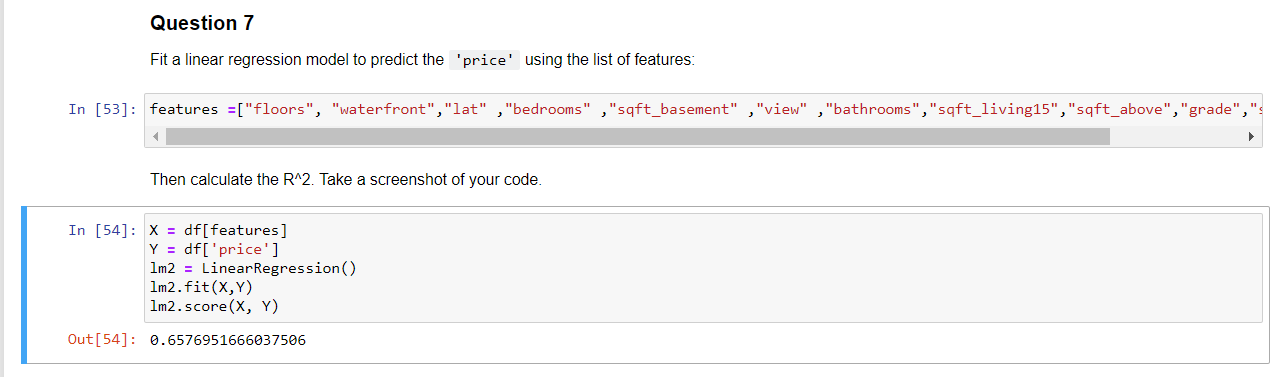 Question 7
Fit a linear regression model to predict the 'price' using the list of features:
In [53]: features =["floors", "waterfront","lat" ,"bedrooms" ,"sqft_basement" ,"view" ,"bathrooms","sqft_living15","sqft_above","grade","s
Then calculate the R^2. Take a screenshot of your code.
In [54]: X = df[features]
Y = df['price']
lm2 = LinearRegression()
lm2.fit(X,Y)
lm2.score(X, Y)
Out[54]: 0.6576951666037506